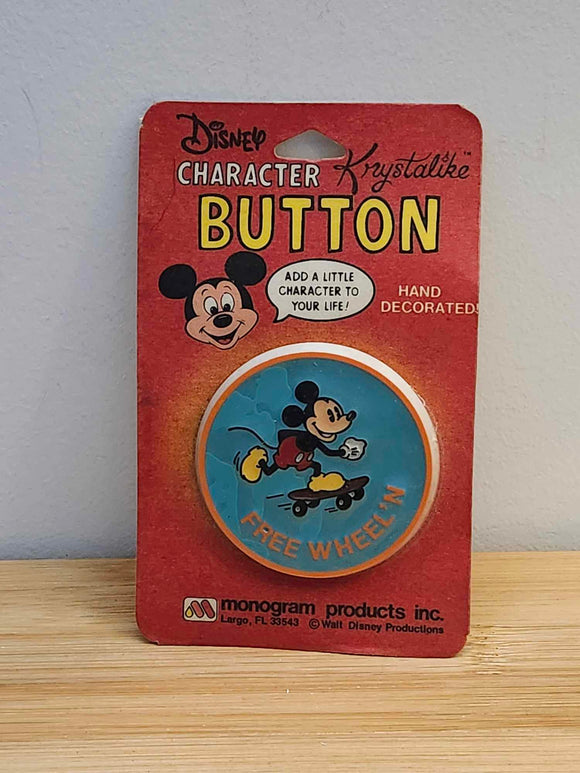 Disney
CHARACTER Krystalike™
BUTTON
ADD A LITTLE
CHARACTER TO
YOUR LIFE!
HAND
DECORATED!
FREE WHEEL'N
monogram products inc.
Largo, FL 33543 © Walt Disney Productions